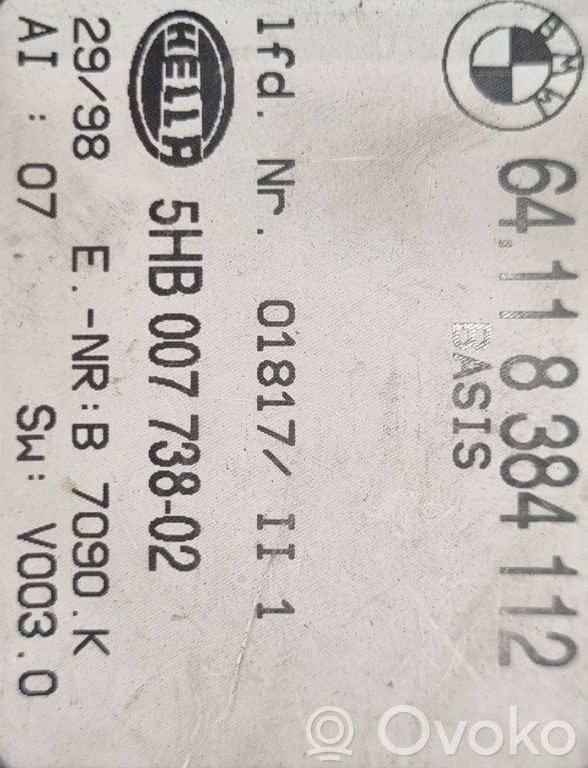 BMW
64.11 8 384 112
BASIS
lfd. Nr. 01817/ II 1
HELLA
5HB 007 738-02
29/98 E.-NR:B 7090.K
AI : 07 SW: V003.0
Ovoko